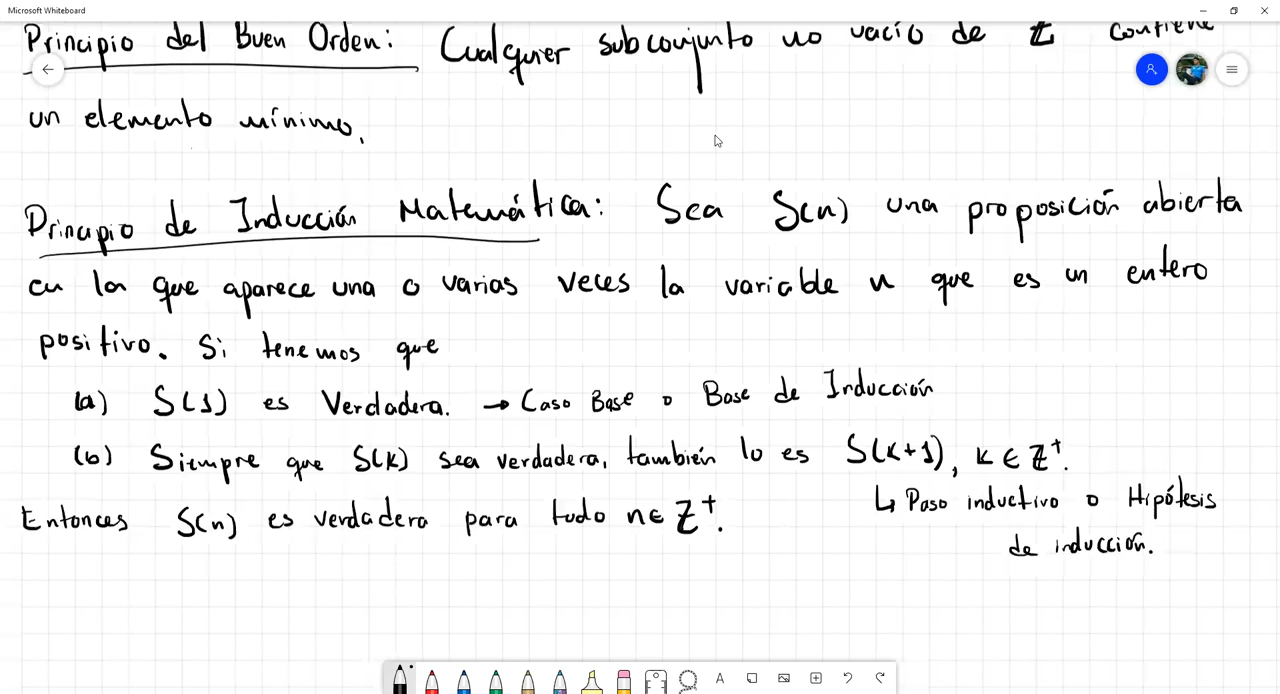 Microsoft Whiteboard
Principio del Buen Orden: Cualquier subconjunto no vacío de Z contiene
un elemento mínimo.
Principio de Inducción Matemática: Sea S(n) una proposición abierta
en la que aparece una o varias veces la variable n que es un entero
positivo. Si tenemos que
(a) S(1) es Verdadera. → Caso Base o Base de Inducción
(b) Siempre que S(k) sea verdadera, también lo es S(k+1), k ∈ Z⁺.
↳ Paso inductivo o Hipótesis
de inducción.
Entonces S(n) es verdadera para todo n ∈ Z⁺.